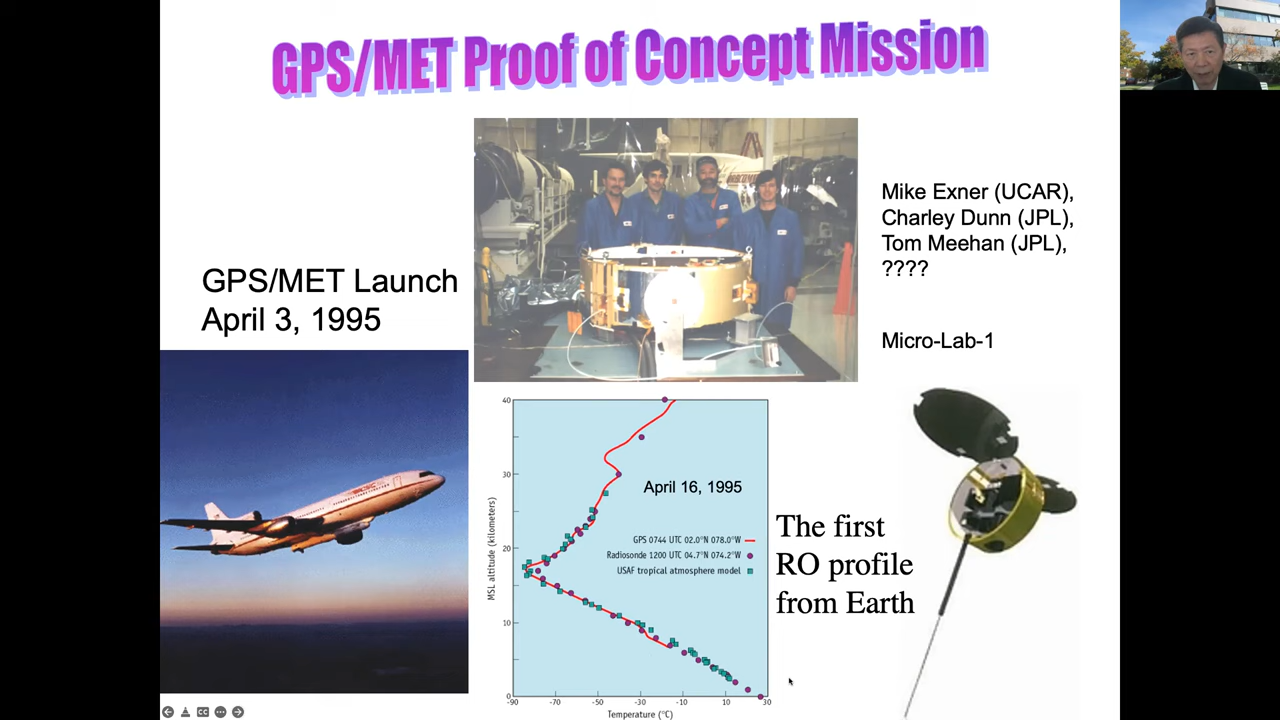 GPS/MET Proof of Concept Mission
Mike Exner (UCAR),
Charley Dunn (JPL),
Tom Meehan (JPL),
????
Micro-Lab-1
GPS/MET Launch
April 3, 1995
40
30
20
10
0
MSL altitude (kilometers)
April 16, 1995
GPS 0744 UTC 02.0°N 078.0°W
Radiosonde 1200 UTC 04.7°N 074.2°W
USAF tropical atmosphere model
-90 -70 -50 -30 -10 10 30
Temperature (°C)
The first
RO profile
from Earth
CC